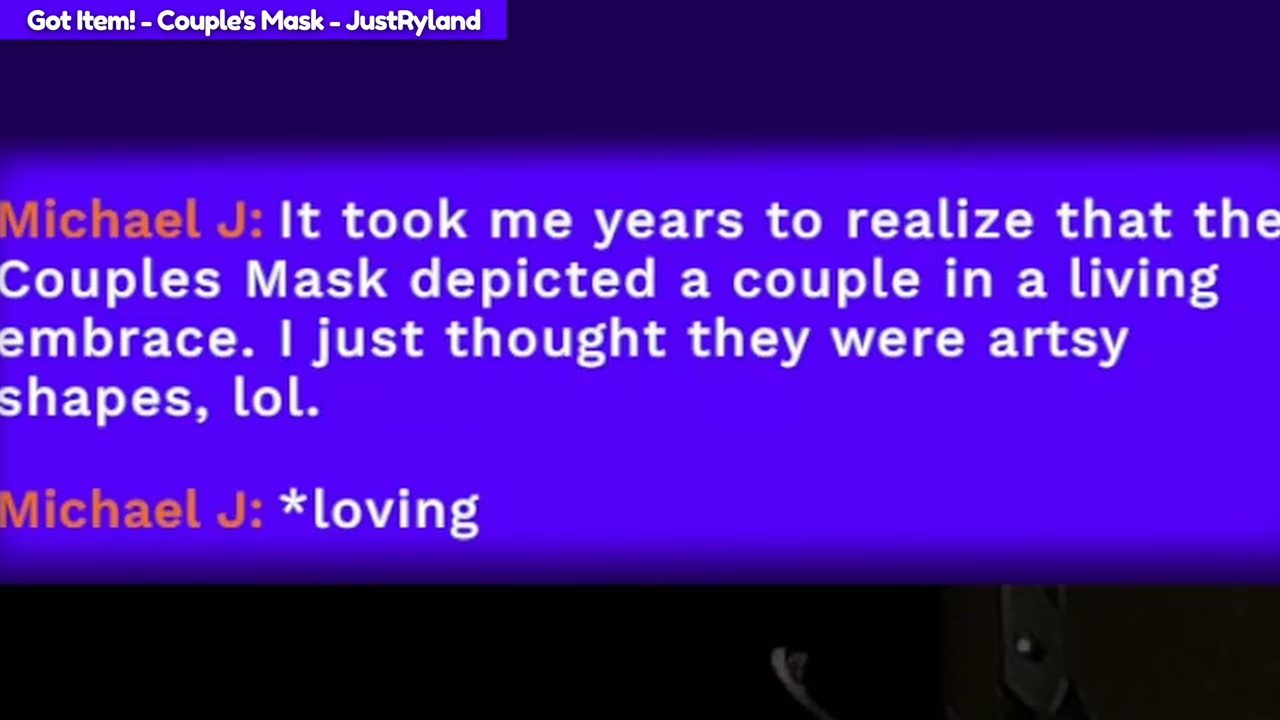 Got Item! - Couple's Mask - JustRyland
Michael J: It took me years to realize that the
Couples Mask depicted a couple in a living
embrace. I just thought they were artsy
shapes, lol.
Michael J: *loving